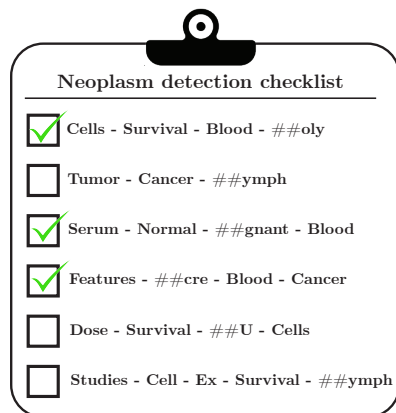 Neoplasm detection checklist
Cells - Survival - Blood - ##oly
Tumor - Cancer - ##ymph
Serum - Normal - ##gnant - Blood
Features - ##cre - Blood - Cancer
Dose - Survival - ##U - Cells
Studies - Cell - Ex - Survival - ##ymph